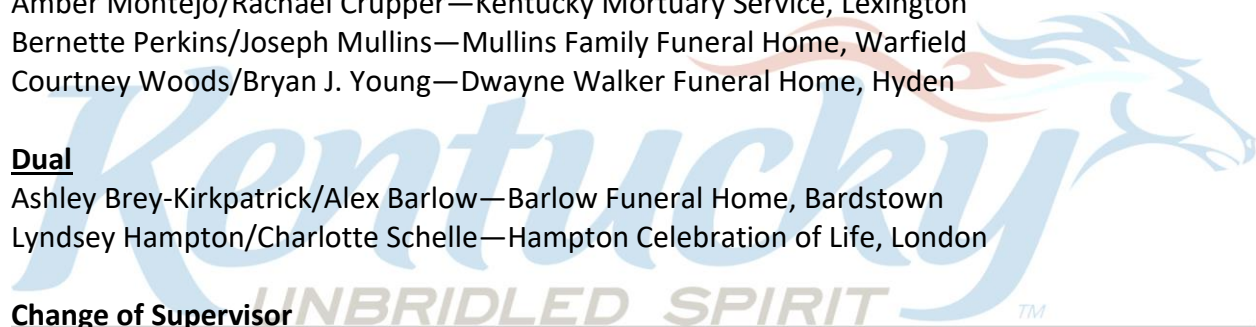 Amber Montejo/Rachael Crupper—Kentucky Mortuary Service, Lexington
Bernette Perkins/Joseph Mullins—Mullins Family Funeral Home, Warfield
Courtney Woods/Bryan J. Young—Dwayne Walker Funeral Home, Hyden
Dual
Ashley Brey-Kirkpatrick/Alex Barlow—Barlow Funeral Home, Bardstown
Lyndsey Hampton/Charlotte Schelle—Hampton Celebration of Life, London
Change of Supervisor
Kentucky
UNBRIDLED SPIRIT TM